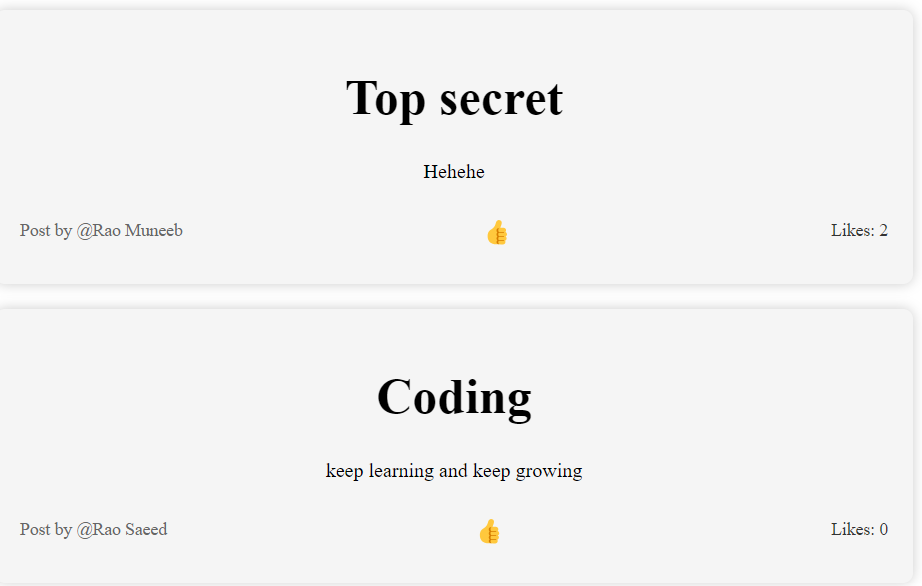 Top secret
Hehehe
Post by @Rao Muneeb 👍 Likes: 2
Coding
keep learning and keep growing
Post by @Rao Saeed 👍 Likes: 0